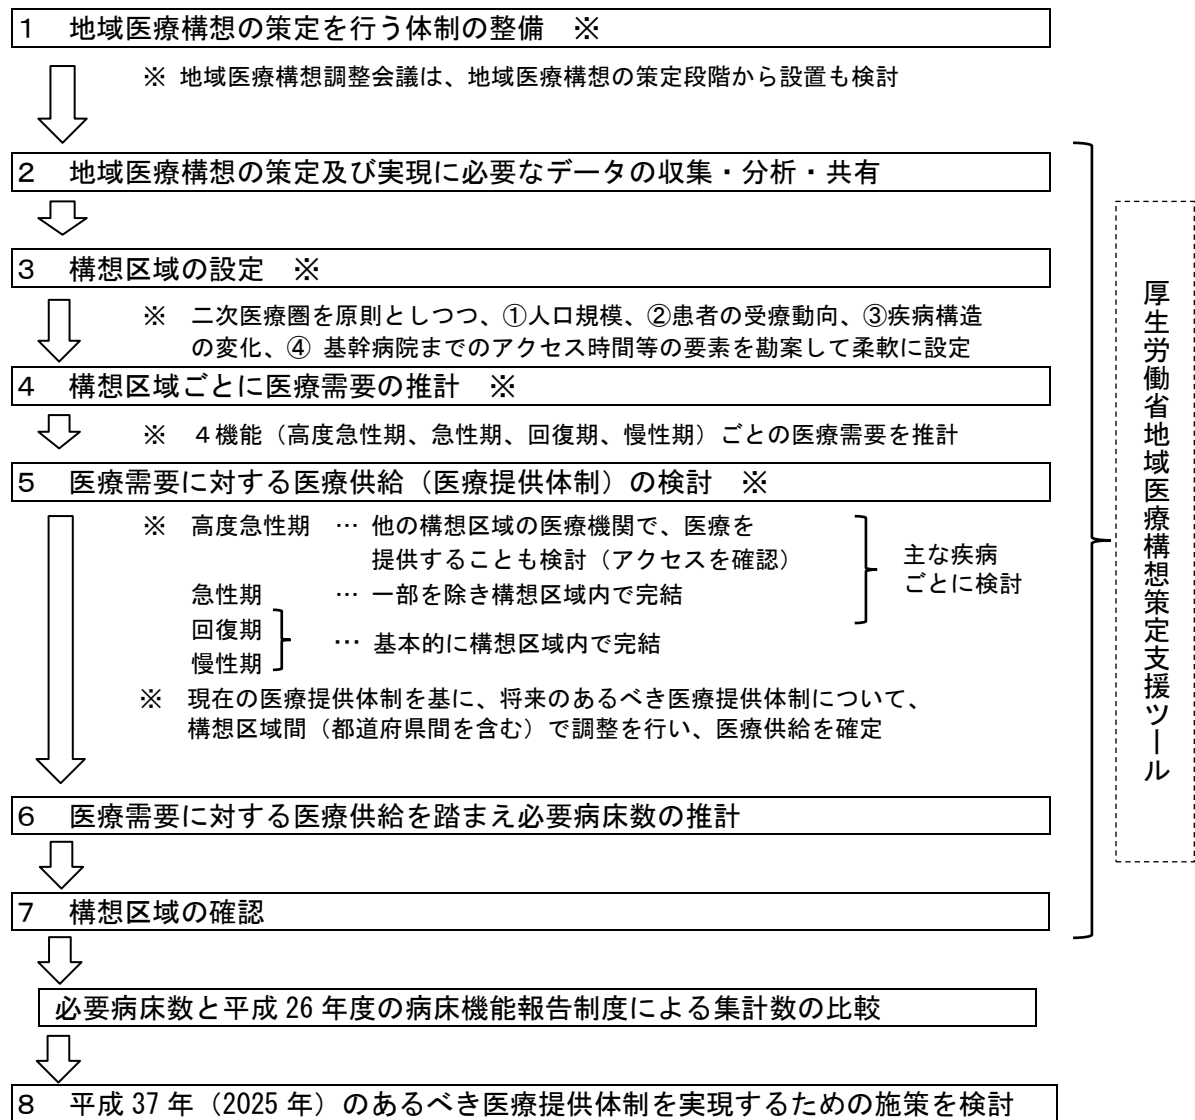 1　地域医療構想の策定を行う体制の整備　※
※ 地域医療構想調整会議は、地域医療構想の策定段階から設置も検討
2　地域医療構想の策定及び実現に必要なデータの収集・分析・共有
3　構想区域の設定　※
※　二次医療圏を原則としつつ、①人口規模、②患者の受療動向、③疾病構造
の変化、④ 基幹病院までのアクセス時間等の要素を勘案して柔軟に設定
4　構想区域ごとに医療需要の推計　※
※　４機能（高度急性期、急性期、回復期、慢性期）ごとの医療需要を推計
5　医療需要に対する医療供給（医療提供体制）の検討　※
※　高度急性期　… 他の構想区域の医療機関で、医療を
提供することも検討（アクセスを確認）
急性期　… 一部を除き構想区域内で完結
回復期
慢性期
… 基本的に構想区域内で完結
主な疾病
ごとに検討
※　現在の医療提供体制を基に、将来のあるべき医療提供体制について、
構想区域間（都道府県間を含む）で調整を行い、医療供給を確定
6　医療需要に対する医療供給を踏まえ必要病床数の推計
7　構想区域の確認
必要病床数と平成 26 年度の病床機能報告制度による集計数の比較
8　平成 37 年（2025 年）のあるべき医療提供体制を実現するための施策を検討
厚生労働省地域医療構想策定支援ツール